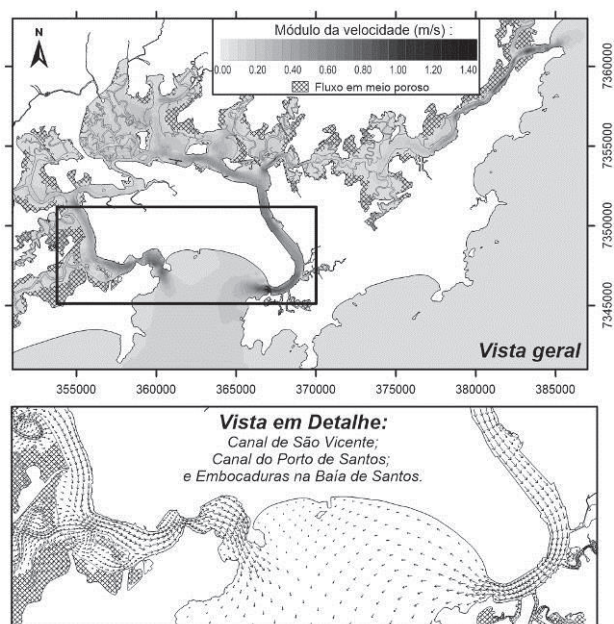 N
Módulo da velocidade (m/s) :
0.00 0.20 0.40 0.60 0.80 1.00 1.20 1.40
Fluxo em meio poroso
7360000
7355000
7350000
7345000
Vista geral
355000 360000 365000 370000 375000 380000 385000
Vista em Detalhe:
Canal de São Vicente;
Canal do Porto de Santos;
e Embocaduras na Baía de Santos.